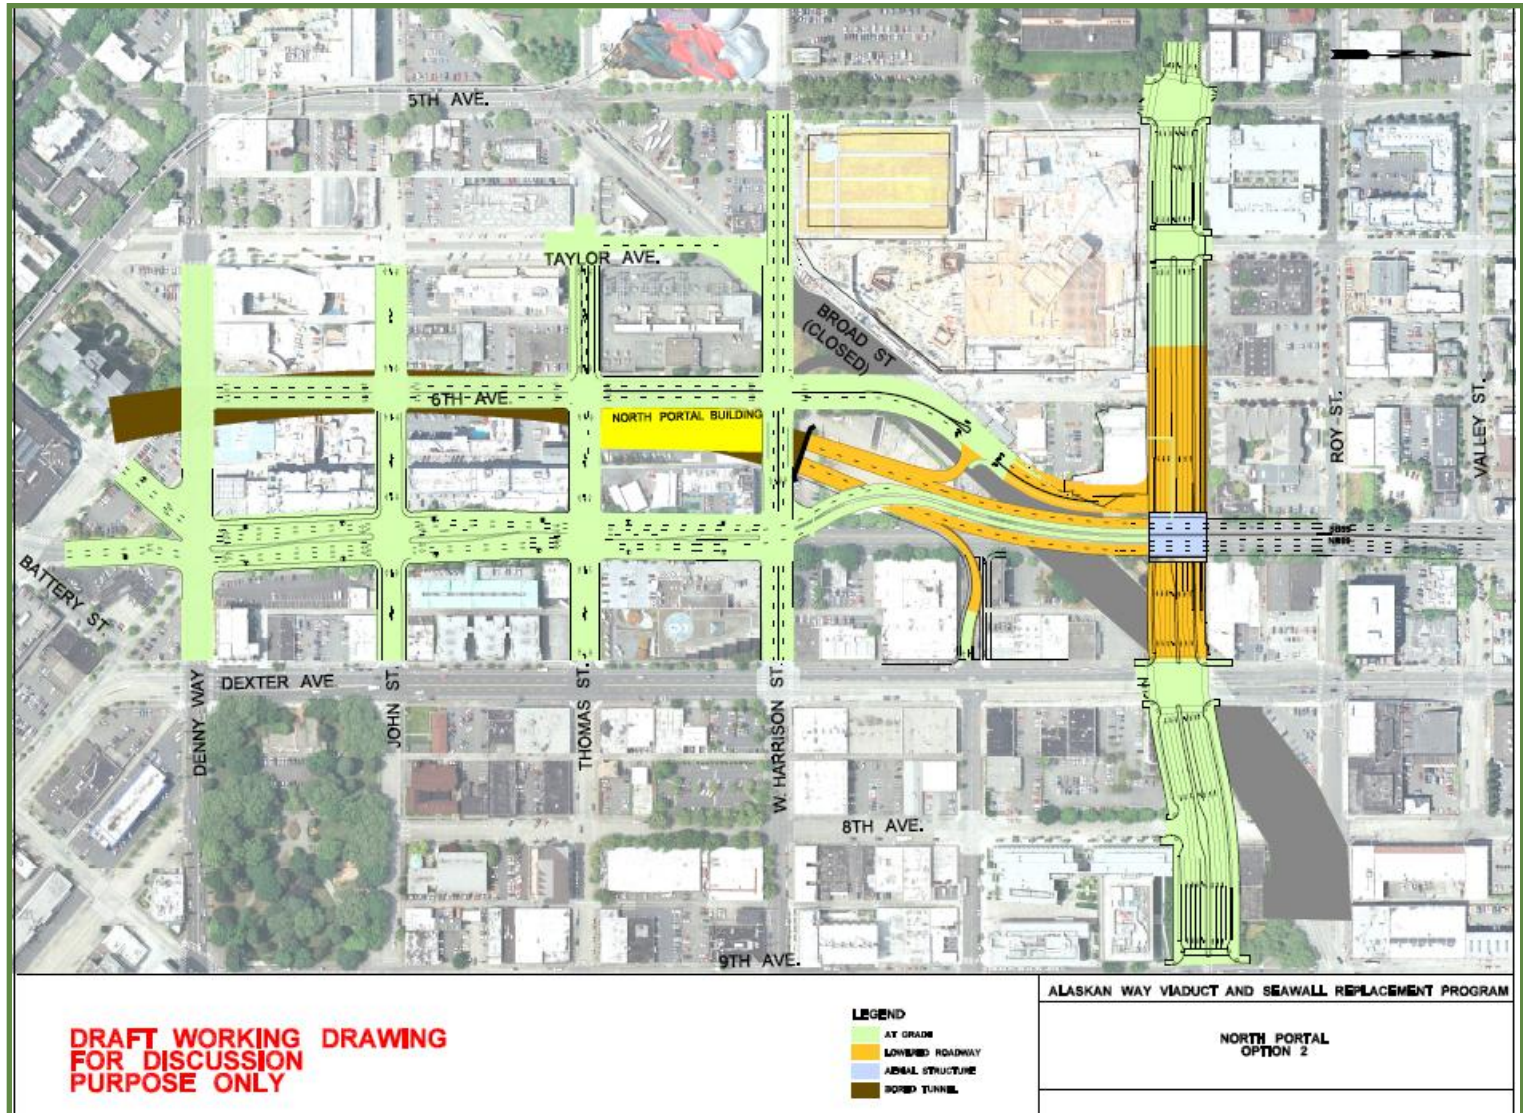 5TH AVE.
TAYLOR AVE.
BROAD ST
(CLOSED)
6TH AVE
NORTH PORTAL BUILDING
ROY ST.
VALLEY ST.
BATTERY ST.
DENNY WAY
DEXTER AVE.
JOHN ST.
THOMAS ST.
W. HARRISON ST.
8TH AVE.
9TH AVE.
DRAFT WORKING DRAWING
FOR DISCUSSION
PURPOSE ONLY
LEGEND
AT GRADE
LOWERED ROADWAY
AERIAL STRUCTURE
BORED TUNNEL
ALASKAN WAY VIADUCT AND SEAWALL REPLACEMENT PROGRAM
NORTH PORTAL
OPTION 2